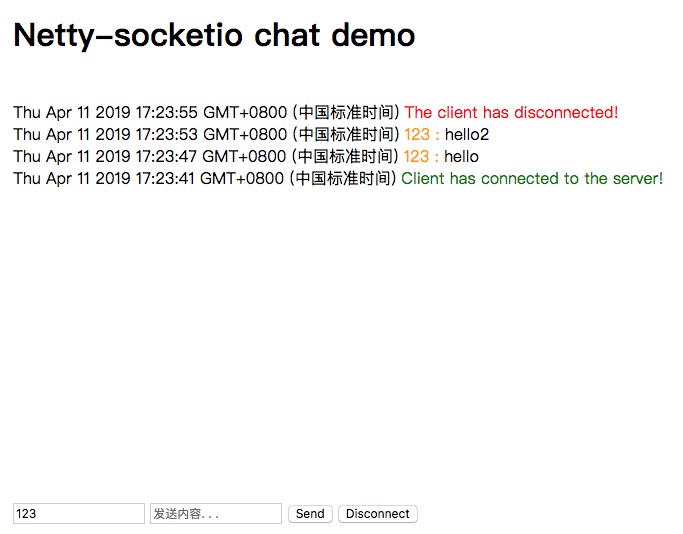 Netty-socketio chat demo
Thu Apr 11 2019 17:23:55 GMT+0800 (中国标准时间) The client has disconnected!
Thu Apr 11 2019 17:23:53 GMT+0800 (中国标准时间) 123 : hello2
Thu Apr 11 2019 17:23:47 GMT+0800 (中国标准时间) 123 : hello
Thu Apr 11 2019 17:23:41 GMT+0800 (中国标准时间) Client has connected to the server!
123 发送内容... Send Disconnect